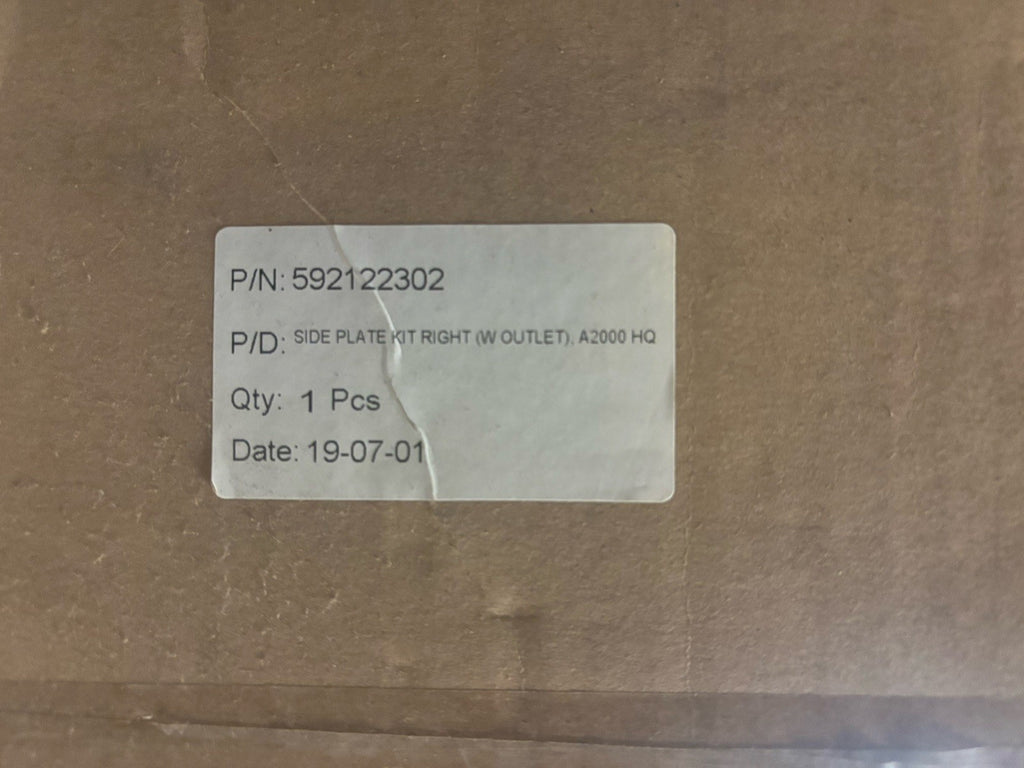 P/N: 592122302
P/D: SIDE PLATE KIT RIGHT (W OUTLET), A2000 HQ
Qty: 1 Pcs
Date: 19-07-01